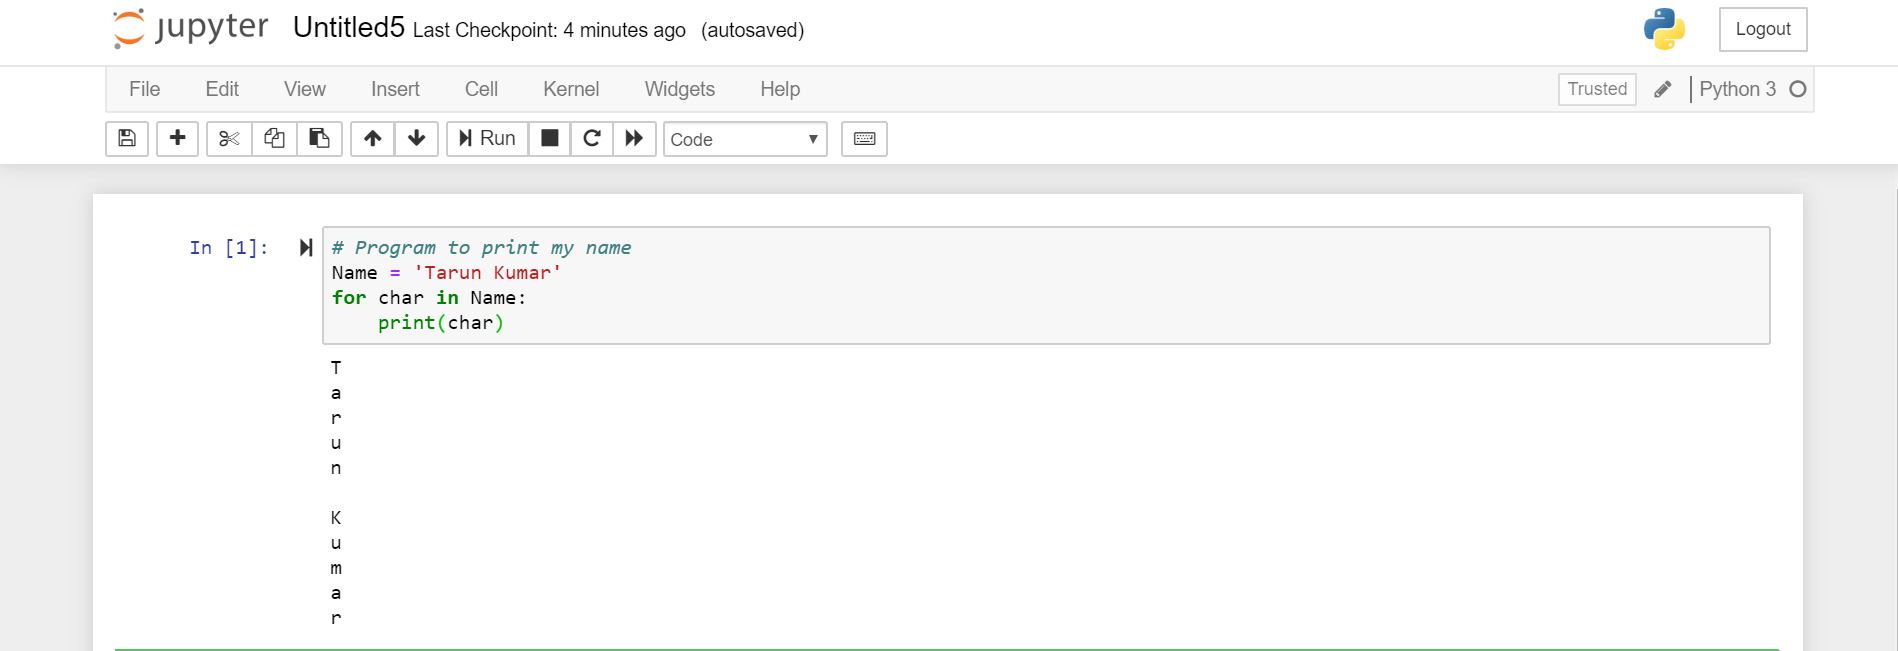 jupyter Untitled5 Last Checkpoint: 4 minutes ago (autosaved) Logout
File Edit View Insert Cell Kernel Widgets Help Trusted Python 3
Run Code
In [1]: # Program to print my name
Name = 'Tarun Kumar'
for char in Name:
    print(char)
T
a
r
u
n

K
u
m
a
r